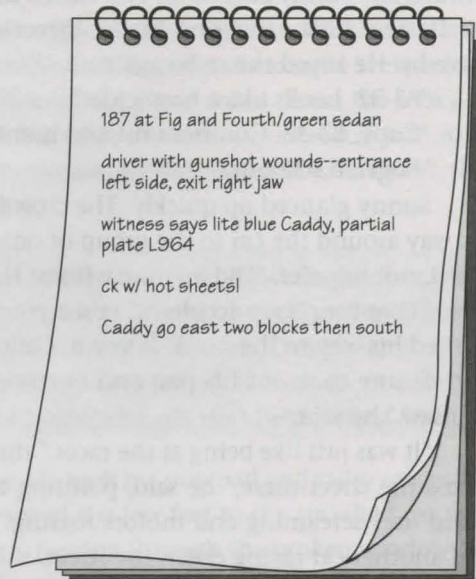 187 at Fig and Fourth/green sedan
driver with gunshot wounds--entrance
left side, exit right jaw
witness says lite blue Caddy, partial
plate L964
ck w/ hot sheets!
Caddy go east two blocks then south